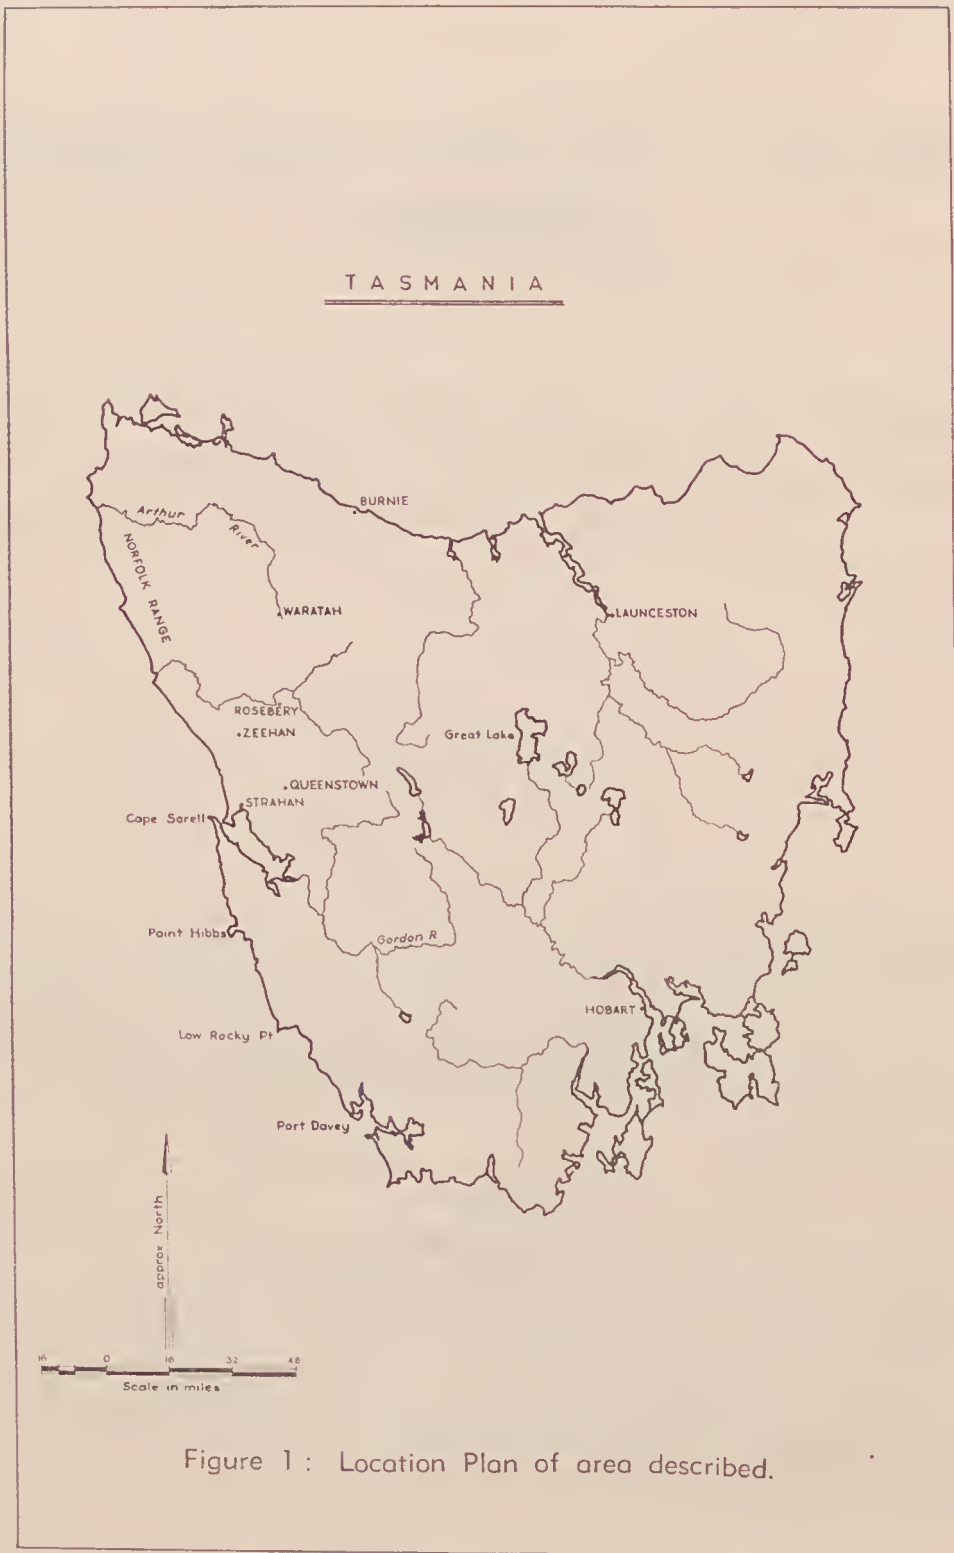 TASMANIA
BURNIE
Arthur River
NORFOLK RANGE
WARATAH
LAUNCESTON
ROSEBERY
ZEEHAN
Great Lake
QUEENSTOWN
STRAHAN
Cape Sorell
Point Hibbs
Gordon R
HOBART
Low Rocky Pt
Port Davey
approx North
16 0 16 32 48
Scale in miles
Figure 1 : Location Plan of area described.